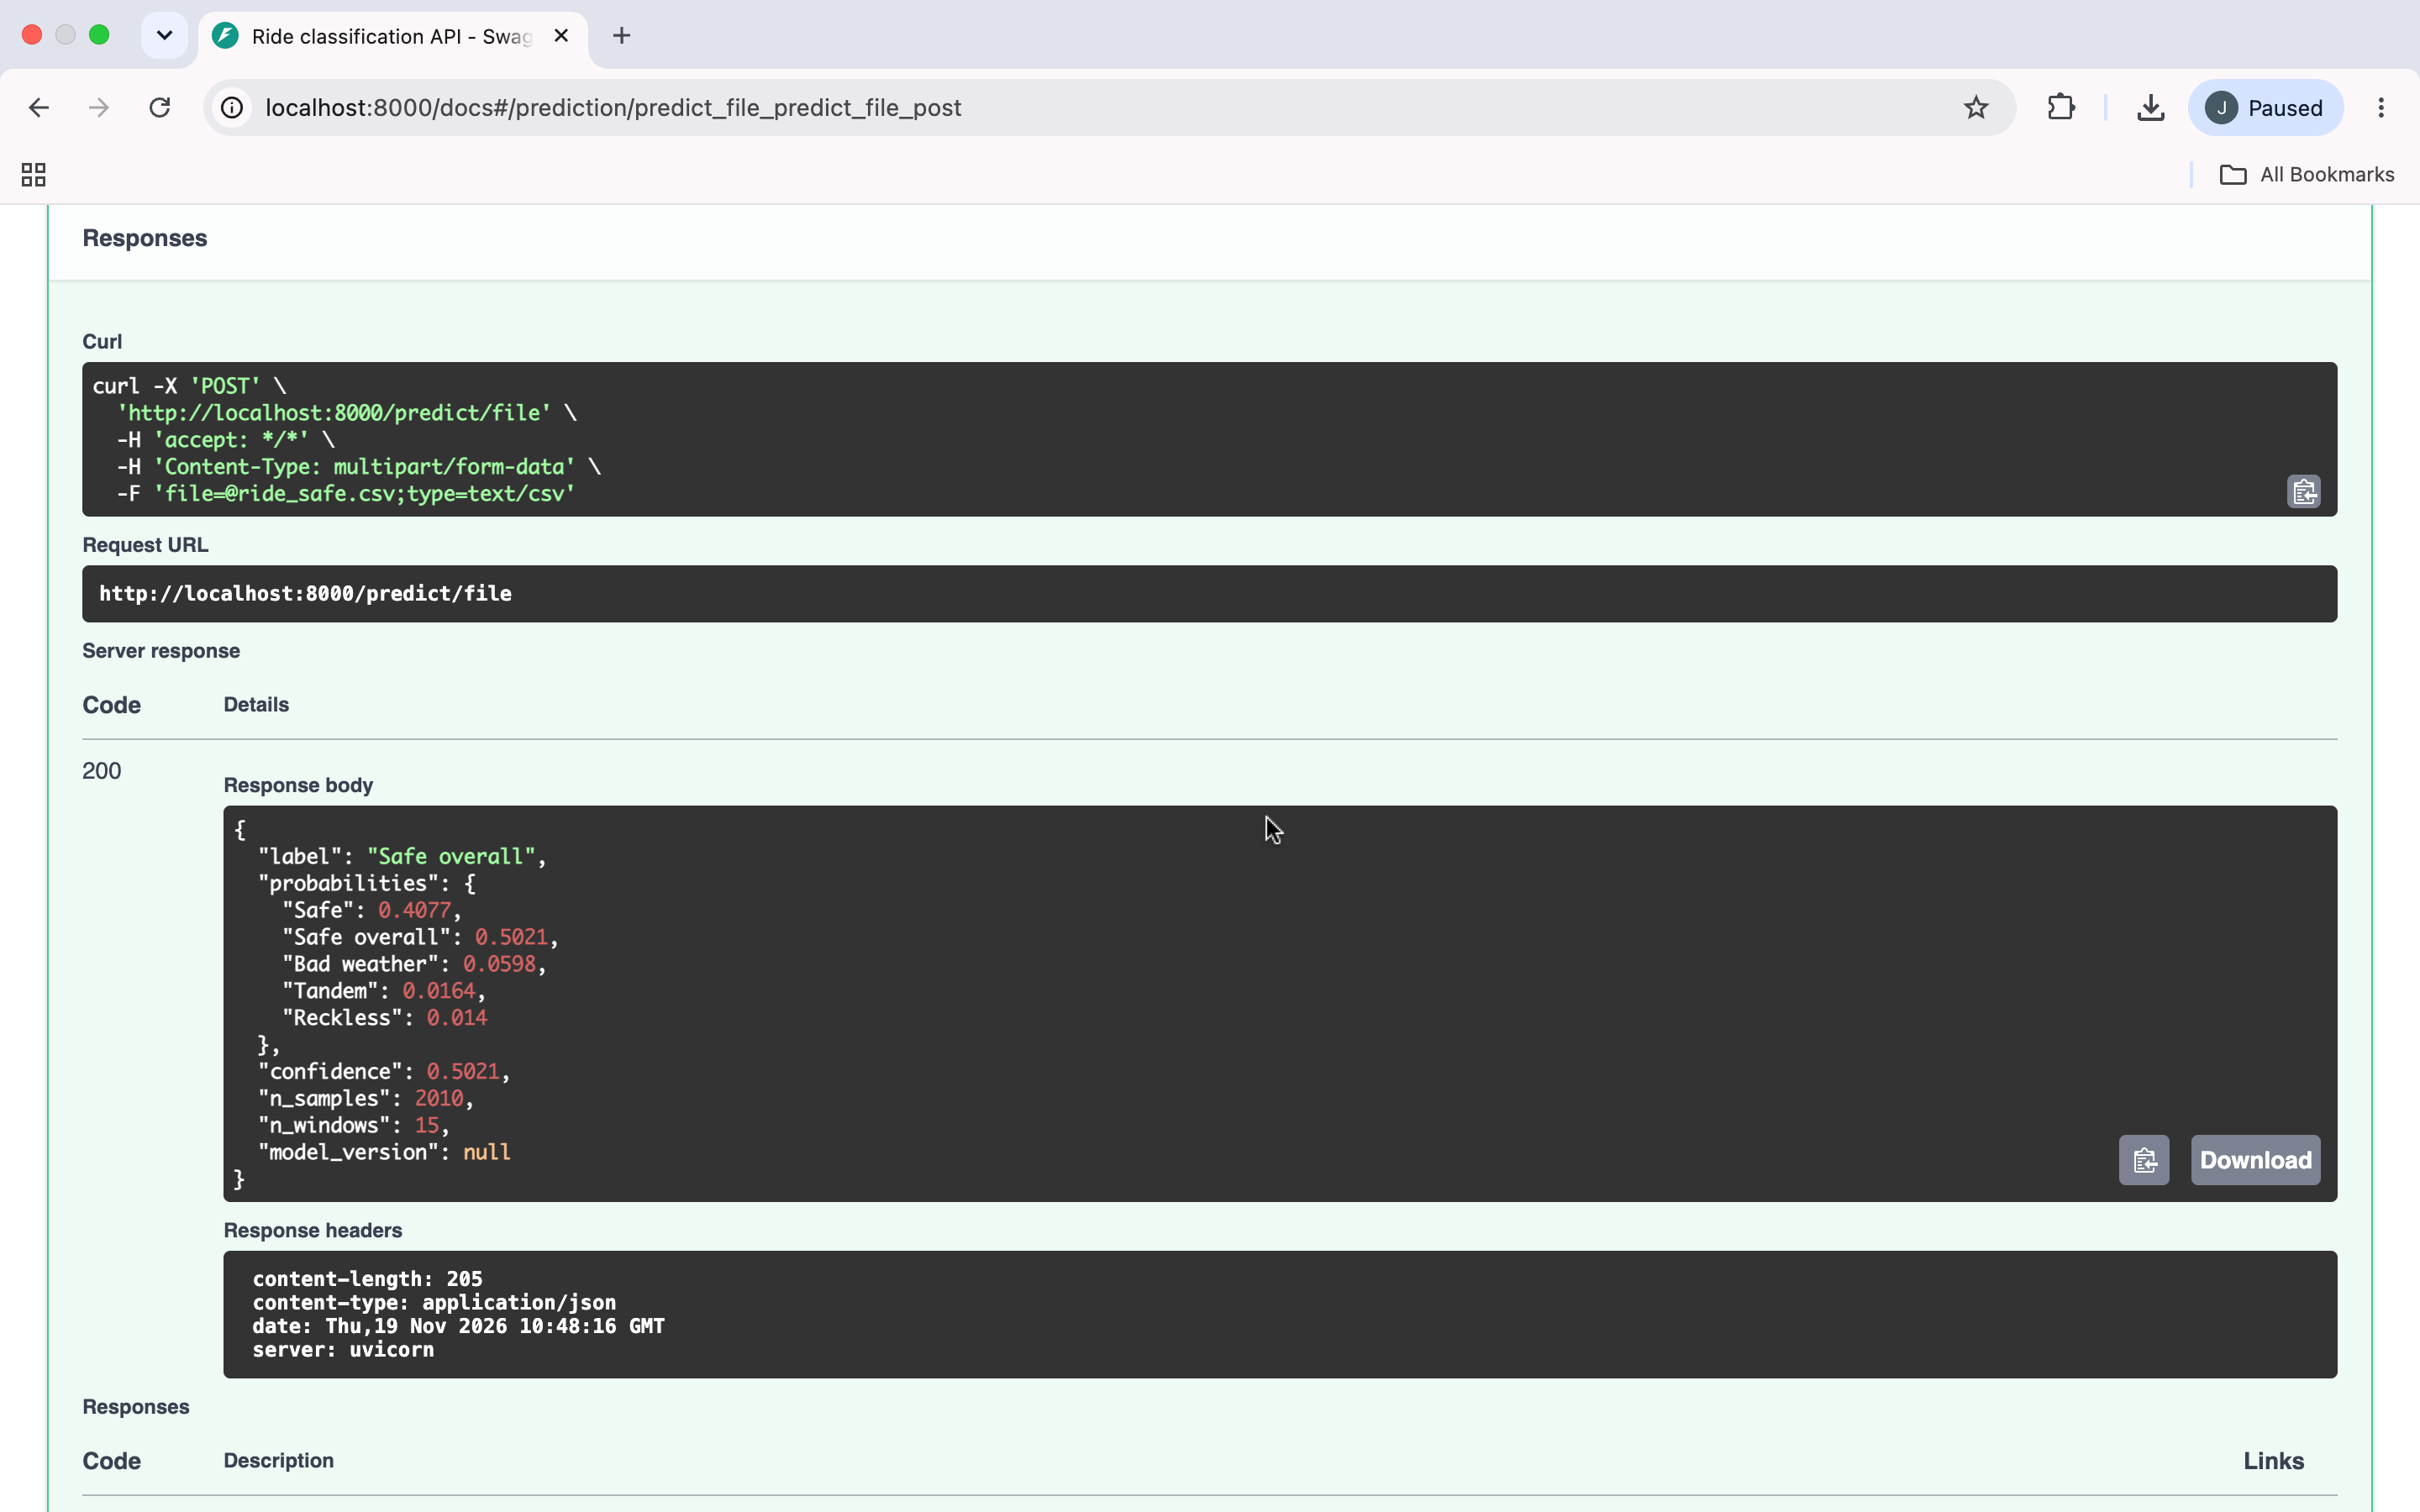 Ride classification API - Swag
localhost:8000/docs#/prediction/predict_file_predict_file_post
J Paused
All Bookmarks
Responses
Curl
curl -X 'POST' \
  'http://localhost:8000/predict/file' \
  -H 'accept: */*' \
  -H 'Content-Type: multipart/form-data' \
  -F 'file=@ride_safe.csv;type=text/csv'
Request URL
http://localhost:8000/predict/file
Server response
Code Details
200
Response body
{
  "label": "Safe overall",
  "probabilities": {
    "Safe": 0.4077,
    "Safe overall": 0.5021,
    "Bad weather": 0.0598,
    "Tandem": 0.0164,
    "Reckless": 0.014
  },
  "confidence": 0.5021,
  "n_samples": 2010,
  "n_windows": 15,
  "model_version": null
}
Download
Response headers
content-length: 205
content-type: application/json
date: Thu,19 Nov 2026 10:48:16 GMT
server: uvicorn
Responses
Code Description Links